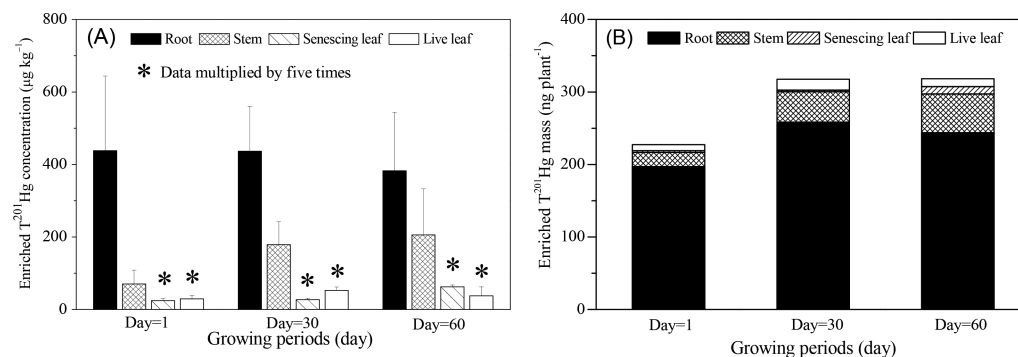 (A)
Root Stem Senescing leaf Live leaf
* Data multiplied by five times
Enriched T²⁰¹Hg concentration (μg kg⁻¹)
800
600
400
200
0
* * * * * *
Day=1 Day=30 Day=60
Growing periods (day)
(B)
Root Stem Senescing leaf Live leaf
Enriched T²⁰¹Hg mass (ng plant⁻¹)
400
300
200
100
0
Day=1 Day=30 Day=60
Growing periods (day)